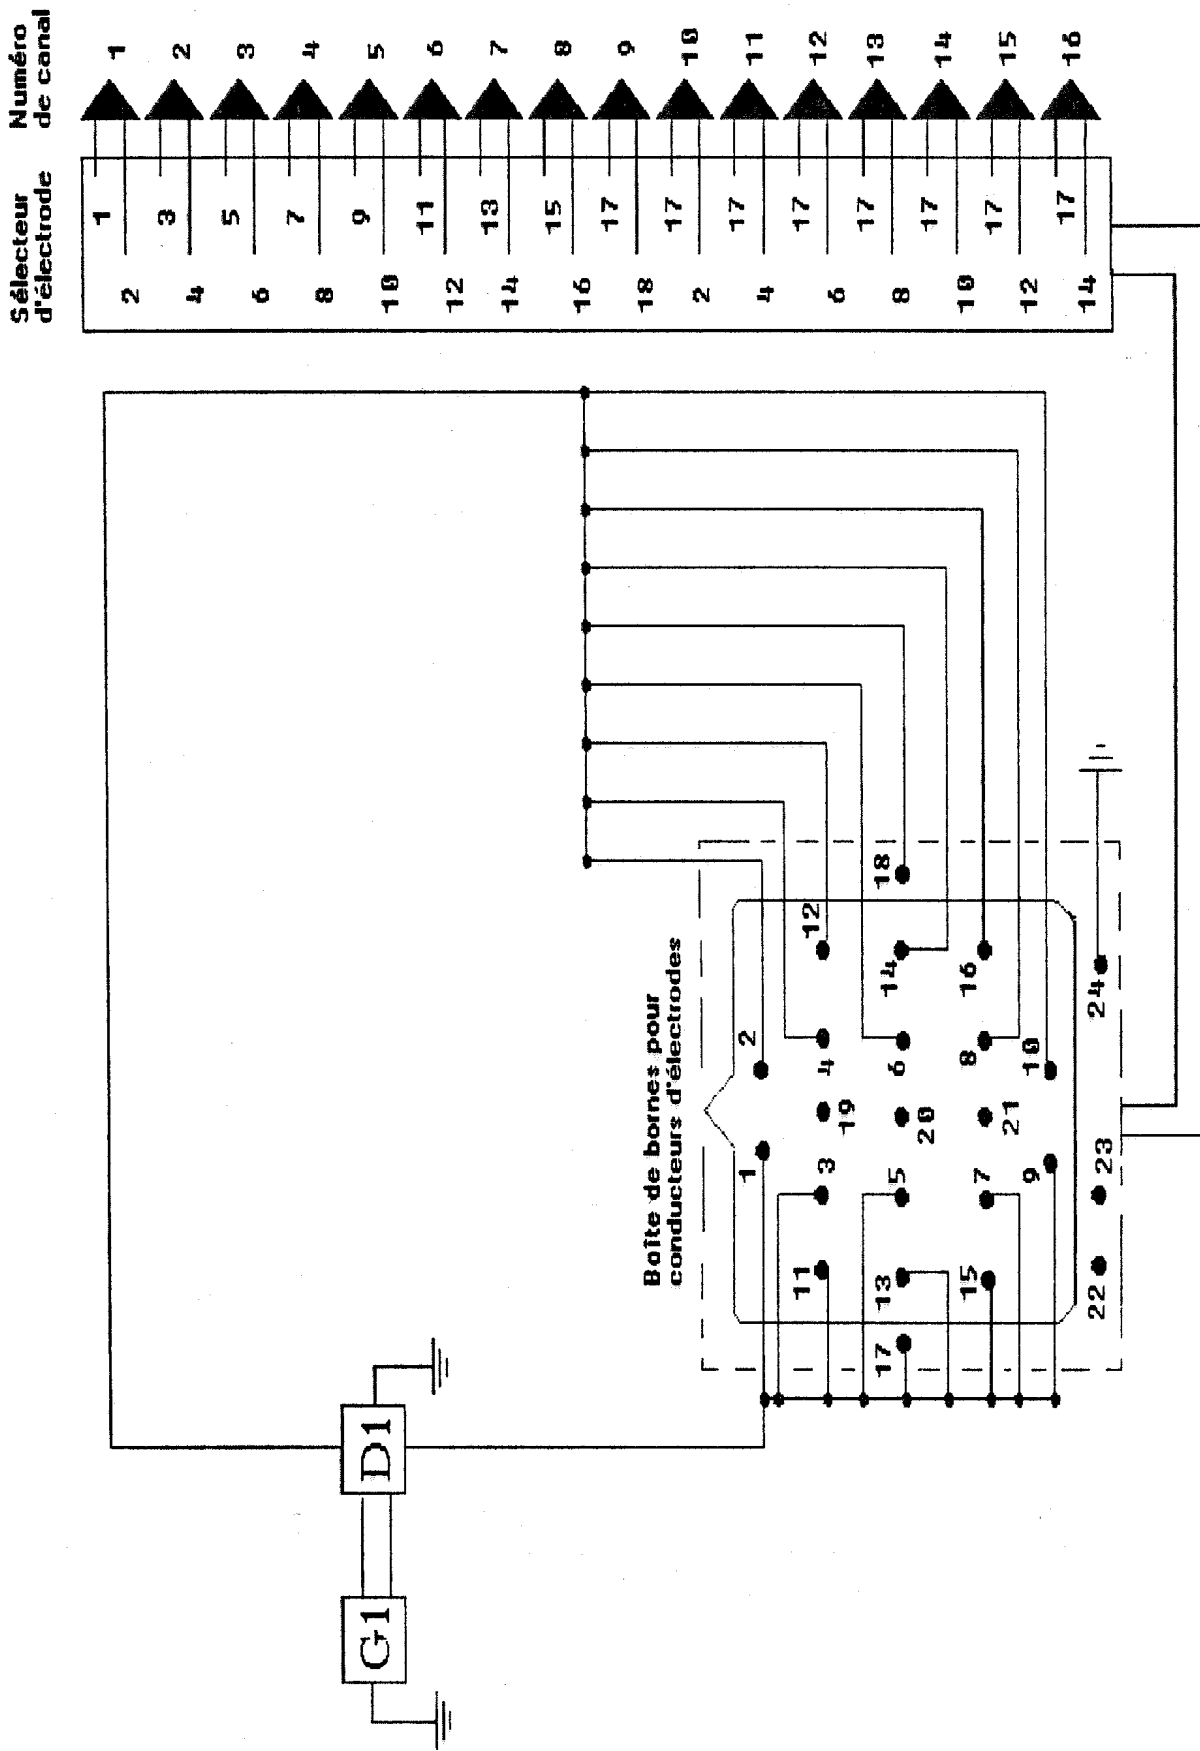 Numéro
de canal
1 2 3 4 5 6 7 8 9 10 11 12 13 14 15 16
Sélecteur
d'électrode
1 3 5 7 9 11 13 15 17 17 17 17 17 17 17 17
2 4 6 8 10 12 14 16 18 2 4 6 8 10 12 14
Boîte de bornes pour
conducteurs d'électrodes
18
12 14 16
2 4 6 8 10 24
19 20 21
1 3 5 7 9 23
11 13 15 22
17
D1
G1